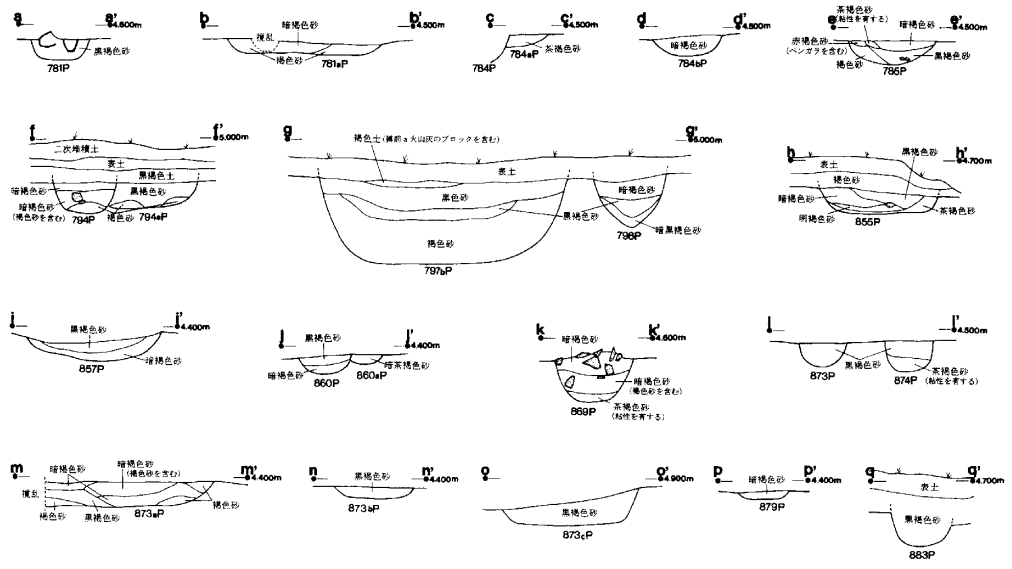 a a' 4.500m
黒褐色砂
781P
b b' 4.500m
撹乱 暗褐色砂
褐色砂 781aP
c c' 4.500m
784aP 茶褐色砂
784P
d d' 4.500m
暗褐色砂
784bP
茶褐色砂
(粘性を有する)
e e' 4.500m
暗褐色砂
赤褐色砂
(ベンガラを含む)
褐色砂 黒褐色砂
785P
f f' 5.000m
二次堆積土
表土
黒褐色土
暗褐色砂 黒褐色砂
暗褐色砂
(褐色砂を含む)
794P 褐色砂 794aP
g g' 5.000m
褐色土(樽前a火山灰のブロックを含む)
表土
黒色砂 暗褐色砂
黒褐色砂
796P 暗黒褐色砂
褐色砂
797bP
h h' 4.700m
黒褐色砂
表土
褐色砂
暗褐色砂
明褐色砂 茶褐色砂
855P
i i' 4.400m
黒褐色砂
暗褐色砂
857P
j j' 4.400m
黒褐色砂
暗褐色砂 暗茶褐色砂
860P 860aP
k k' 4.600m
暗褐色砂
暗褐色砂
(褐色砂を含む)
茶褐色砂
(粘性を有する)
869P
l l' 4.500m
黒褐色砂
873P 874P
茶褐色砂
(粘性を有する)
m m' 4.400m
暗褐色砂 暗褐色砂
(褐色砂を含む)
撹乱
褐色砂 黒褐色砂 873aP 褐色砂
n n' 4.400m
黒褐色砂
873bP
o o' 4.900m
黒褐色砂
873cP
p p' 4.400m
暗褐色砂
879P
q q' 4.700m
表土
黒褐色砂
883P